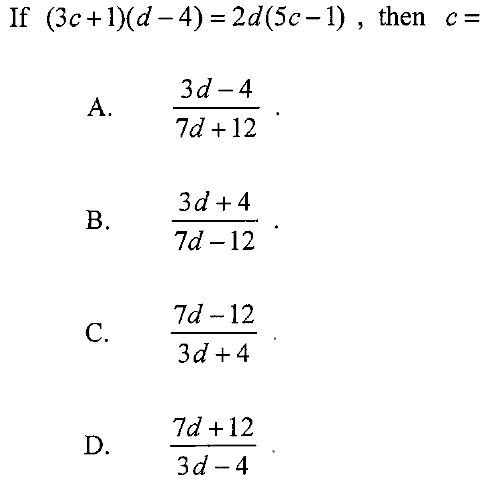 If (3c+1)(d−4) = 2d(5c−1) , then c =
A. (3d − 4)/(7d + 12) .
B. (3d + 4)/(7d − 12) .
C. (7d − 12)/(3d + 4) .
D. (7d + 12)/(3d − 4) .